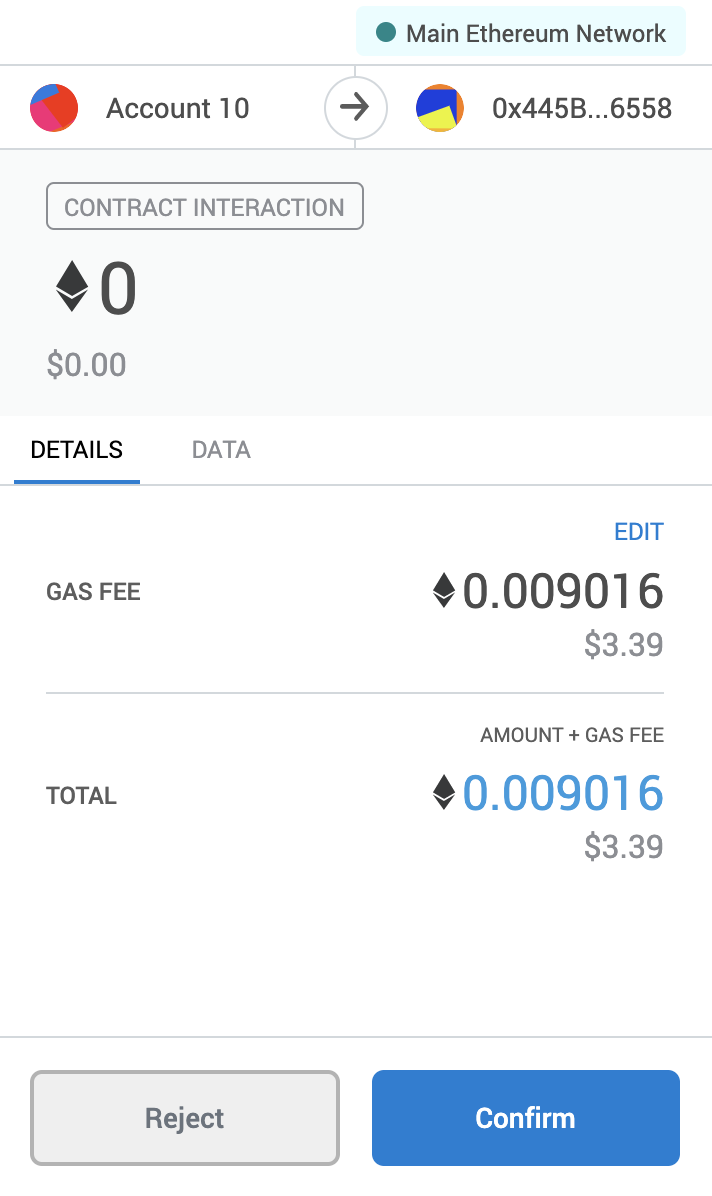 Main Ethereum Network
Account 10
0x445B...6558
CONTRACT INTERACTION
0
$0.00
DETAILS DATA
EDIT
GAS FEE 0.009016
$3.39
AMOUNT + GAS FEE
TOTAL 0.009016
$3.39
Reject Confirm